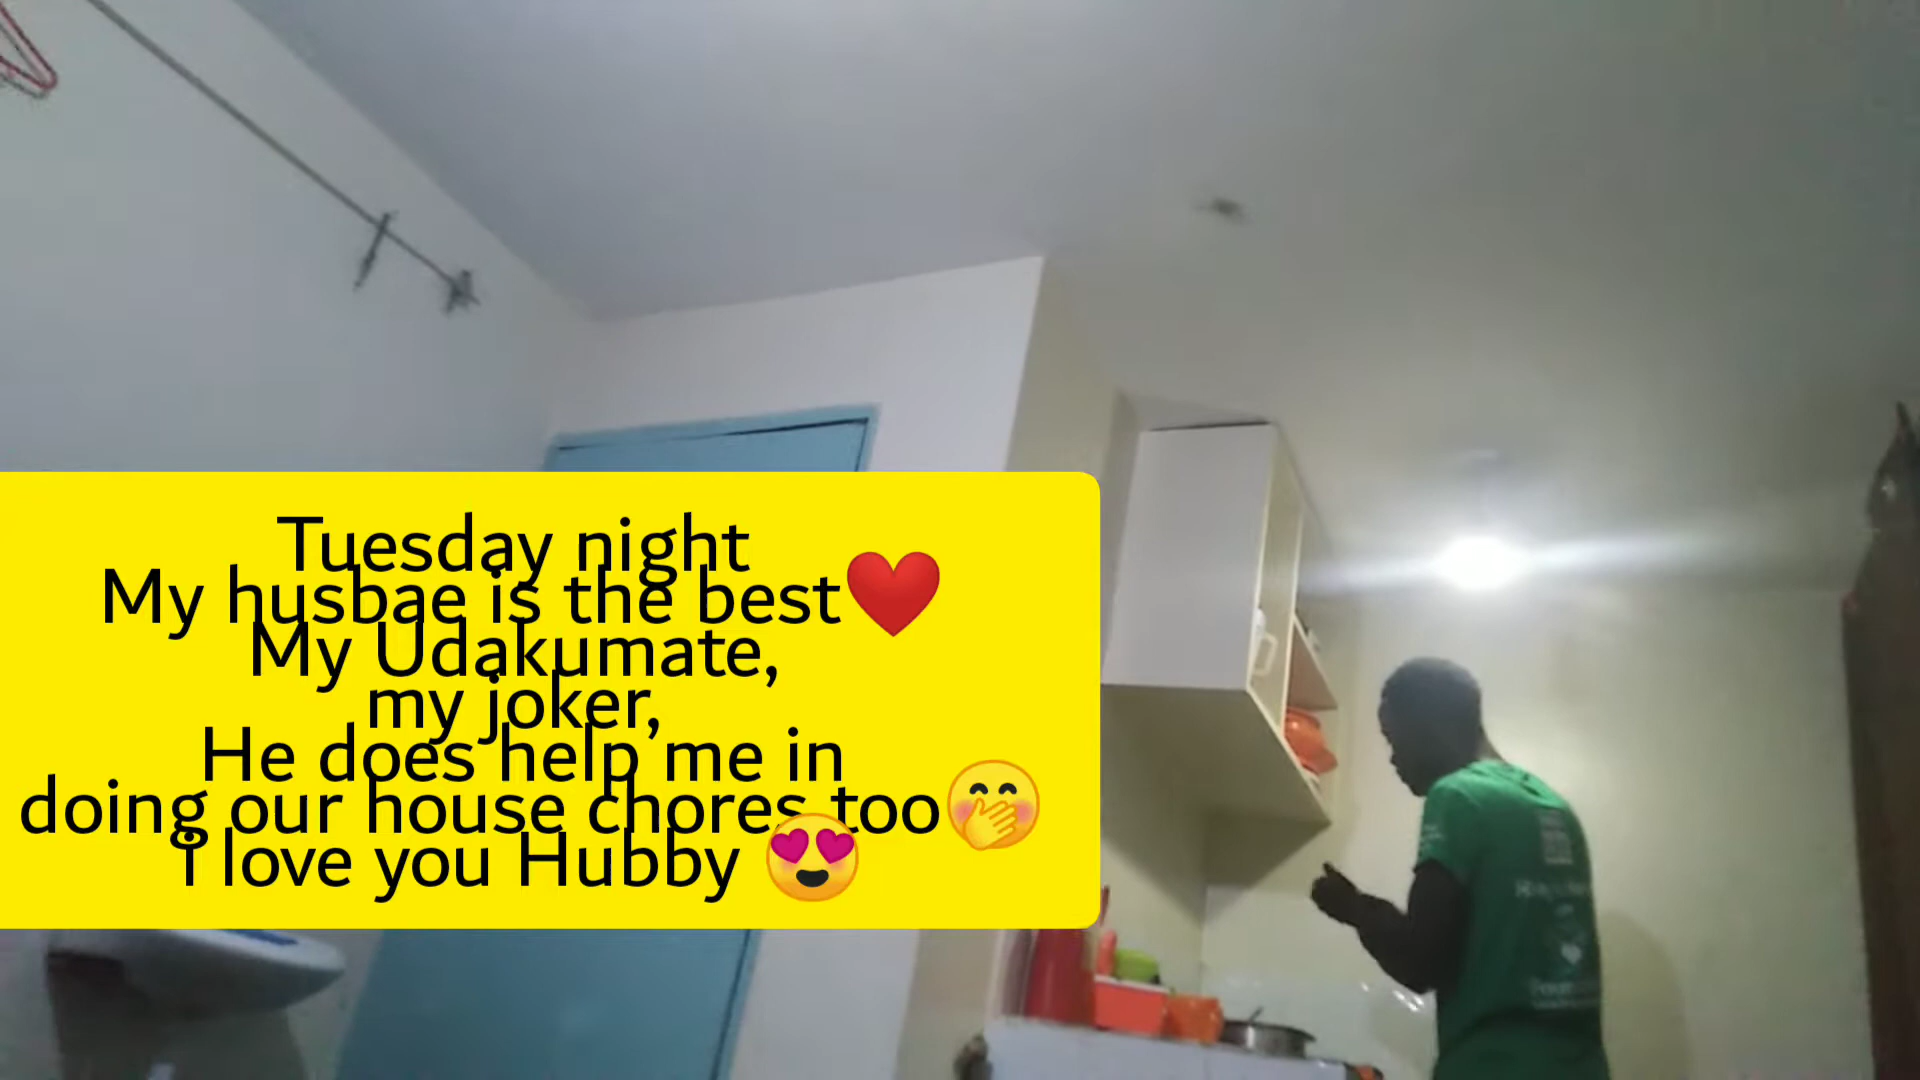 Tuesday night
My husbae is the best❤️
My Udakumate,
my joker,
He does help me in
doing our house chores too🤭
i love you Hubby 😍